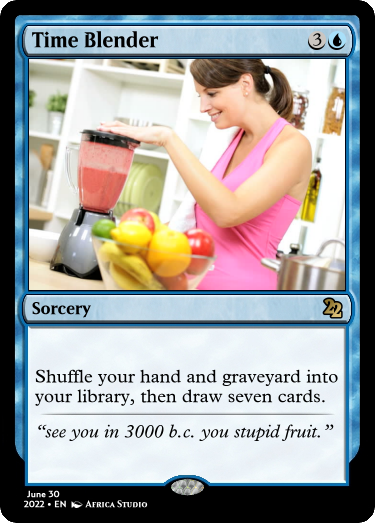 Time Blender 3
Sorcery 22
Shuffle your hand and graveyard into
your library, then draw seven cards.
“see you in 3000 b.c. you stupid fruit.”
June 30
2022 • EN Africa Studio